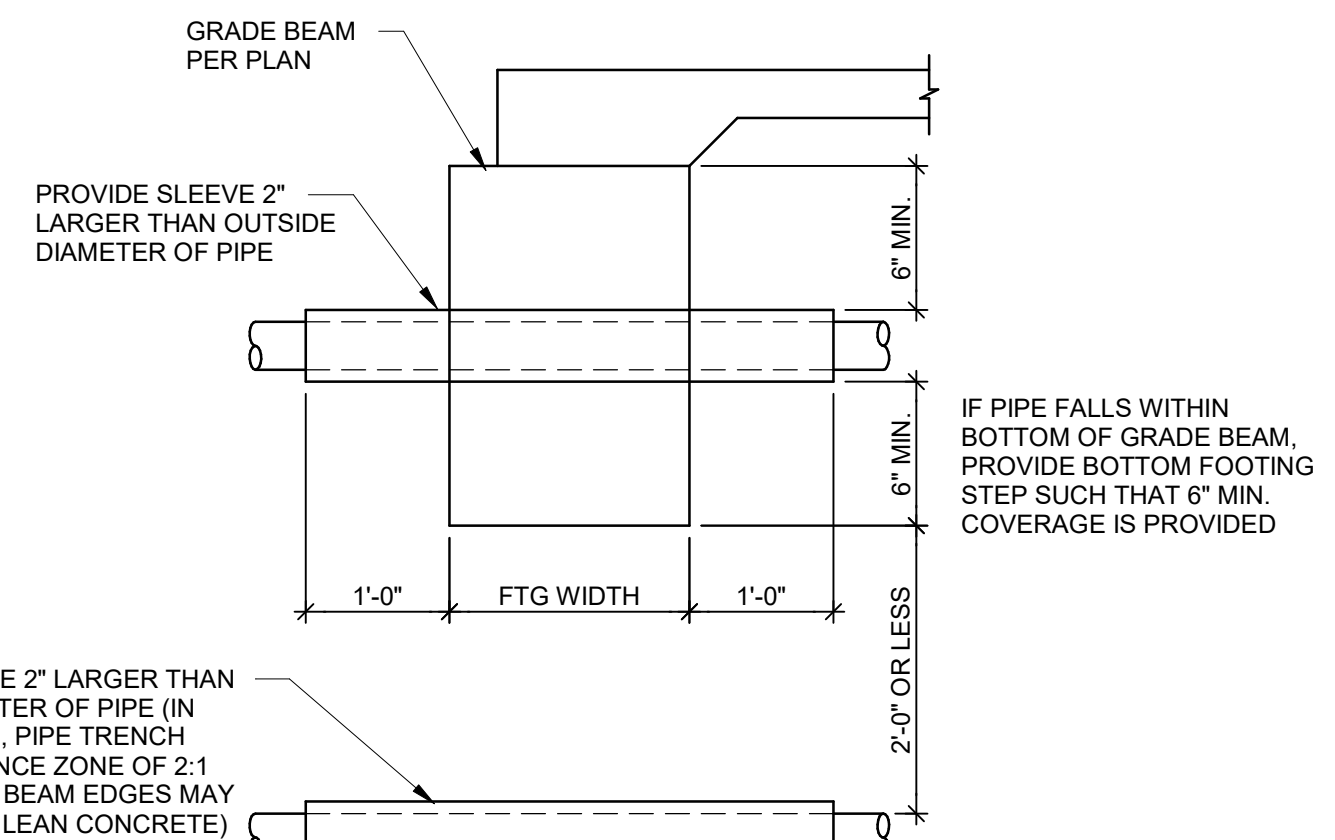 GRADE BEAM
PER PLAN
PROVIDE SLEEVE 2"
LARGER THAN OUTSIDE
DIAMETER OF PIPE
6" MIN.
6" MIN.
IF PIPE FALLS WITHIN
BOTTOM OF GRADE BEAM,
PROVIDE BOTTOM FOOTING
STEP SUCH THAT 6" MIN.
COVERAGE IS PROVIDED
1'-0"
FTG WIDTH
1'-0"
2'-0" OR LESS
2" LARGER THAN
OF PIPE (IN
, PIPE TRENCH
ZONE OF 2:1
BEAM EDGES MAY
LEAN CONCRETE)